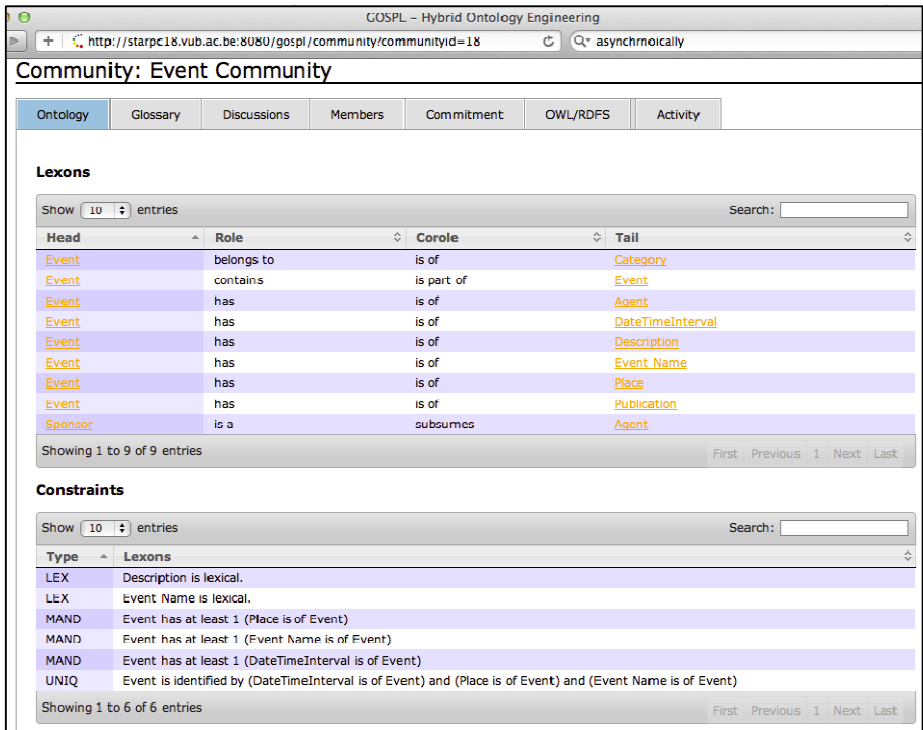 GOSPL – Hybrid Ontology Engineering
http://starpc18.vub.ac.be:8080/gospl/community?communityid=18 asynchrnoically
Community: Event Community
Ontology Glossary Discussions Members Commitment OWL/RDFS Activity
Lexons
Show 10 entries Search:
Head Role Corole Tail
Event belongs to is of Category
Event contains is part of Event
Event has is of Agent
Event has is of DateTimeInterval
Event has is of Description
Event has is of Event Name
Event has is of Place
Event has is of Publication
Sponsor is a subsumes Agent
Showing 1 to 9 of 9 entries First Previous 1 Next Last
Constraints
Show 10 entries Search:
Type Lexons
LEX Description is lexical.
LEX Event Name is lexical.
MAND Event has at least 1 (Place is of Event)
MAND Event has at least 1 (Event Name is of Event)
MAND Event has at least 1 (DateTimeInterval is of Event)
UNIQ Event is identified by (DateTimeInterval is of Event) and (Place is of Event) and (Event Name is of Event)
Showing 1 to 6 of 6 entries First Previous 1 Next Last